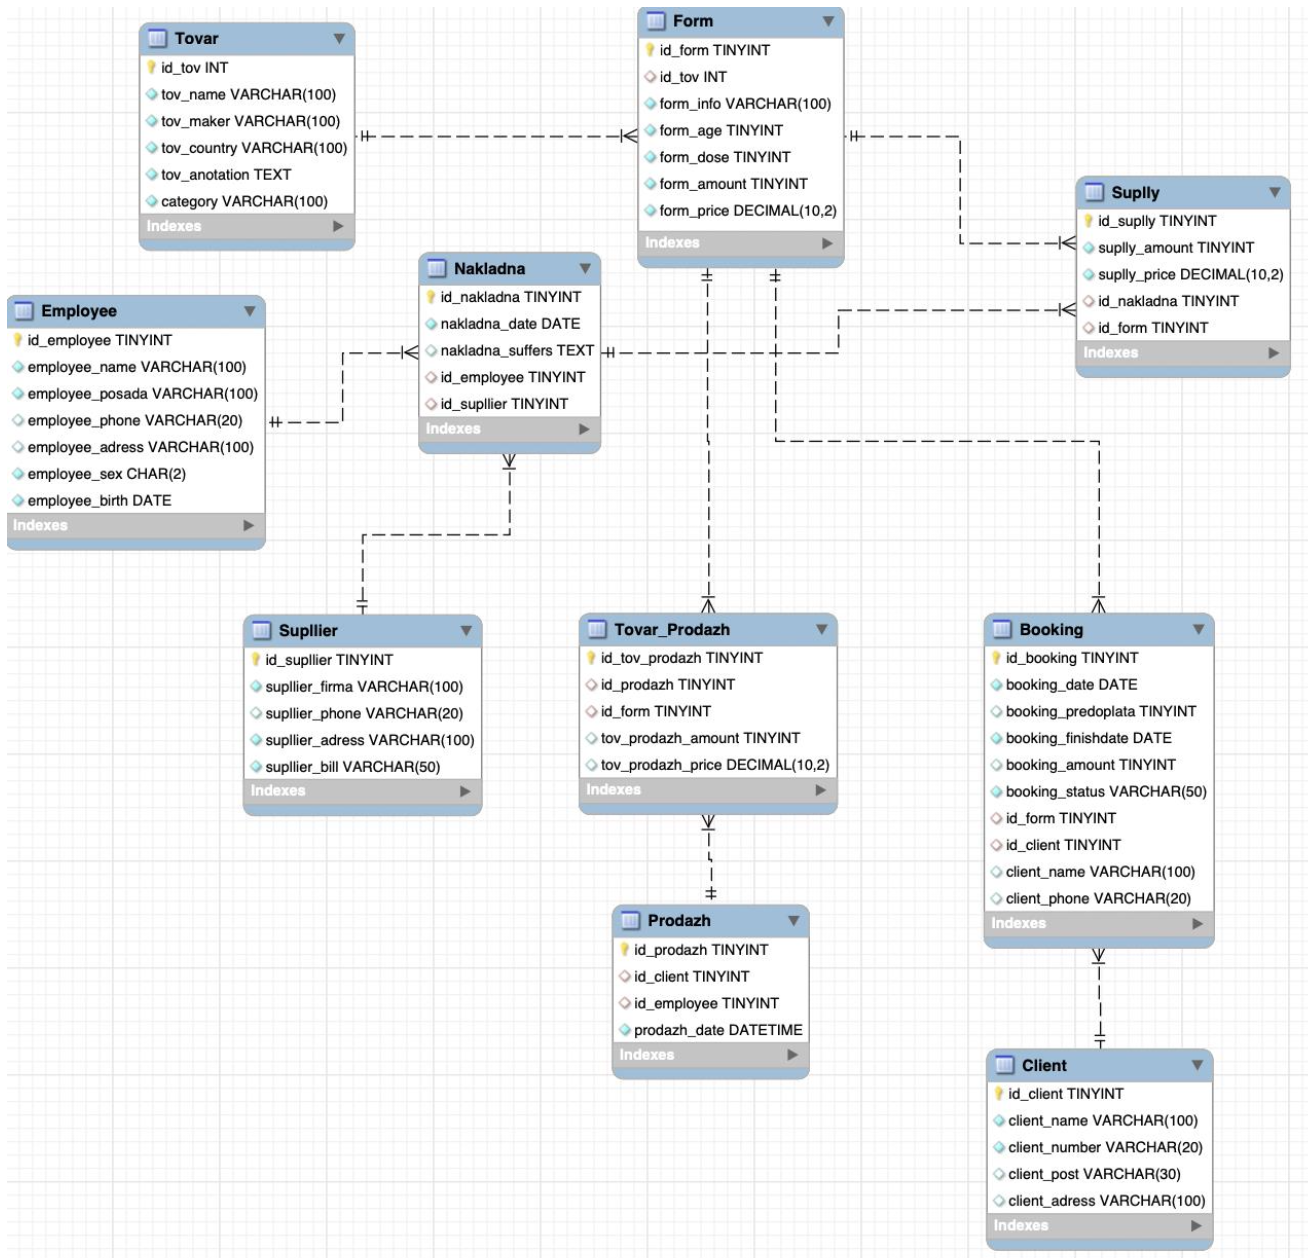 Tovar
id_tov INT
tov_name VARCHAR(100)
tov_maker VARCHAR(100)
tov_country VARCHAR(100)
tov_anotation TEXT
category VARCHAR(100)
Indexes
Form
id_form TINYINT
id_tov INT
form_info VARCHAR(100)
form_age TINYINT
form_dose TINYINT
form_amount TINYINT
form_price DECIMAL(10,2)
Indexes
Suplly
id_suplly TINYINT
suplly_amount TINYINT
suplly_price DECIMAL(10,2)
id_nakladna TINYINT
id_form TINYINT
Indexes
Nakladna
id_nakladna TINYINT
nakladna_date DATE
nakladna_suffers TEXT
id_employee TINYINT
id_supllier TINYINT
Indexes
Employee
id_employee TINYINT
employee_name VARCHAR(100)
employee_posada VARCHAR(100)
employee_phone VARCHAR(20)
employee_adress VARCHAR(100)
employee_sex CHAR(2)
employee_birth DATE
Indexes
Supllier
id_supllier TINYINT
supllier_firma VARCHAR(100)
supllier_phone VARCHAR(20)
supllier_adress VARCHAR(100)
supllier_bill VARCHAR(50)
Indexes
Tovar_Prodazh
id_tov_prodazh TINYINT
id_prodazh TINYINT
id_form TINYINT
tov_prodazh_amount TINYINT
tov_prodazh_price DECIMAL(10,2)
Indexes
Booking
id_booking TINYINT
booking_date DATE
booking_predoplata TINYINT
booking_finishdate DATE
booking_amount TINYINT
booking_status VARCHAR(50)
id_form TINYINT
id_client TINYINT
client_name VARCHAR(100)
client_phone VARCHAR(20)
Indexes
Prodazh
id_prodazh TINYINT
id_client TINYINT
id_employee TINYINT
prodazh_date DATETIME
Indexes
Client
id_client TINYINT
client_name VARCHAR(100)
client_number VARCHAR(20)
client_post VARCHAR(30)
client_adress VARCHAR(100)
Indexes